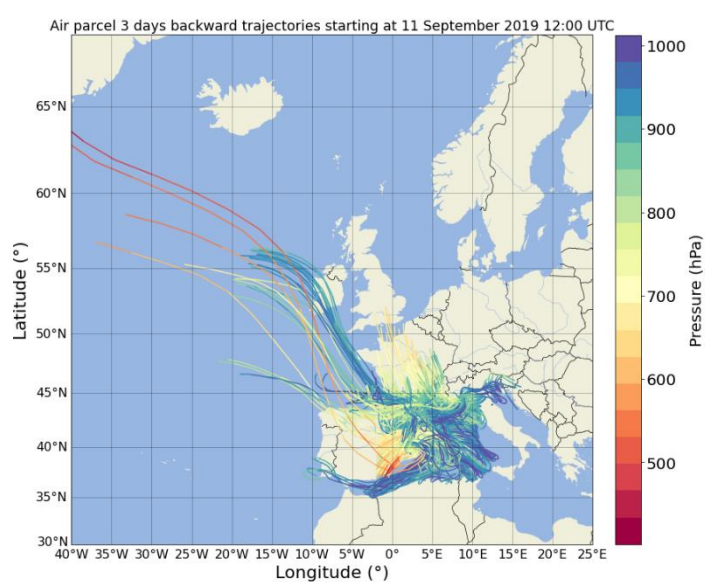 Air parcel 3 days backward trajectories starting at 11 September 2019 12:00 UTC
1000
65°N
900
60°N
800
55°N
Latitude (°)
Pressure (hPa)
700
50°N
600
45°N
40°N
500
35°N
30°N
40°W 35°W 30°W 25°W 20°W 15°W 10°W 5°W 0° 5°E 10°E 15°E 20°E 25°E
Longitude (°)